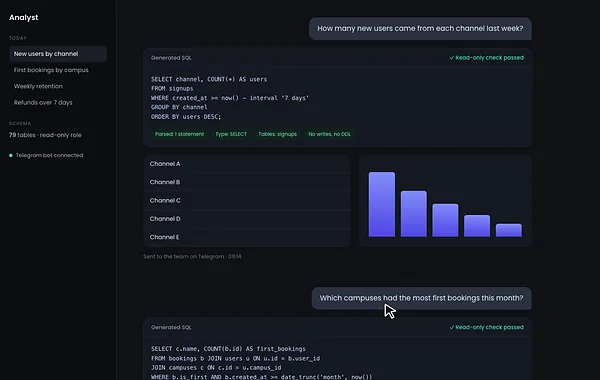 Analyst
TODAY
New users by channel
First bookings by campus
Weekly retention
Refunds over 7 days
SCHEMA
79 tables · read-only role
Telegram bot connected
How many new users came from each channel last week?
Generated SQL
✓ Read-only check passed
SELECT channel, COUNT(*) AS users
FROM signups
WHERE created_at >= now() - interval '7 days'
GROUP BY channel
ORDER BY users DESC;
Parsed: 1 statement
Type: SELECT
Tables: signups
No writes, no DDL
Channel A
Channel B
Channel C
Channel D
Channel E
Sent to the team on Telegram · 09:14
Which campuses had the most first bookings this month?
Generated SQL
✓ Read-only check passed
SELECT c.name, COUNT(b.id) AS first_bookings
FROM bookings b JOIN users u ON u.id = b.user_id
JOIN campuses c ON c.id = u.campus_id
WHERE b.is_first AND b.created_at >= date_trunc('month', now())